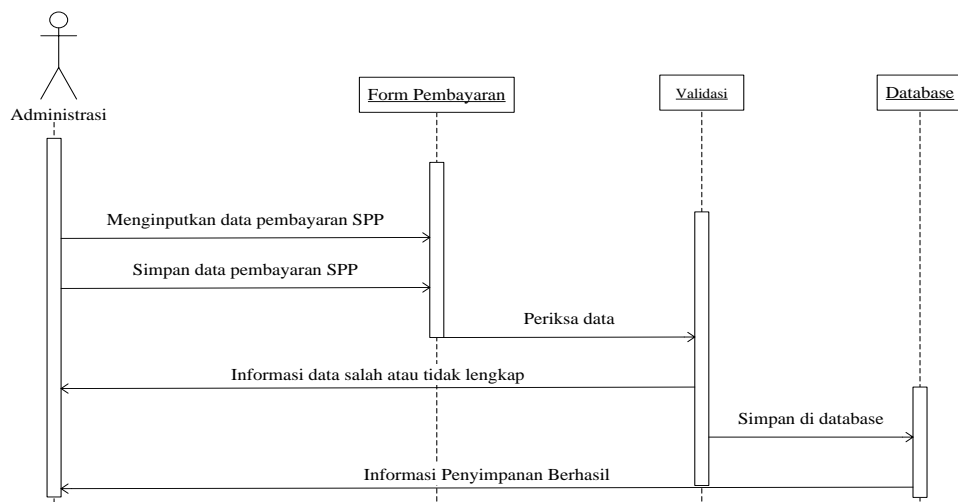 Administrasi
Form Pembayaran
Validasi
Database
Menginputkan data pembayaran SPP
Simpan data pembayaran SPP
Periksa data
Informasi data salah atau tidak lengkap
Simpan di database
Informasi Penyimpanan Berhasil